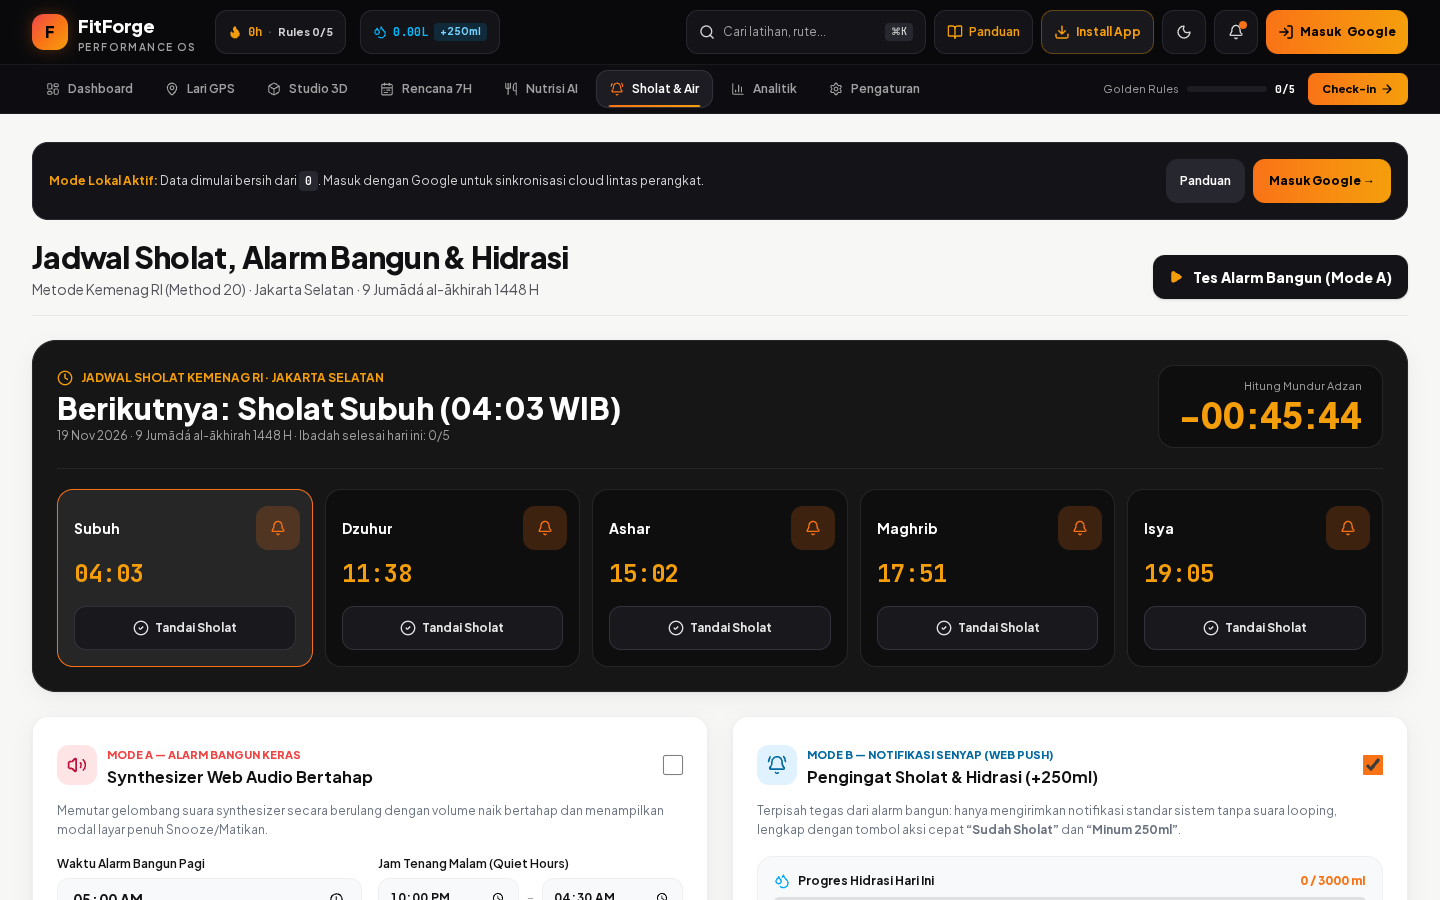 F
FitForge
PERFORMANCE OS
0h · Rules 0/5
0.00L +250ml
Cari latihan, rute...
⌘K
Panduan
Install App
Masuk Google
Dashboard
Lari GPS
Studio 3D
Rencana 7H
Nutrisi AI
Sholat & Air
Analitik
Pengaturan
Golden Rules
0/5
Check-in →
Mode Lokal Aktif: Data dimulai bersih dari 0. Masuk dengan Google untuk sinkronisasi cloud lintas perangkat.
Panduan
Masuk Google →
Jadwal Sholat, Alarm Bangun & Hidrasi
Metode Kemenag RI (Method 20) · Jakarta Selatan · 9 Jumādá al-ākhirah 1448 H
Tes Alarm Bangun (Mode A)
JADWAL SHOLAT KEMENAG RI · JAKARTA SELATAN
Berikutnya: Sholat Subuh (04:03 WIB)
19 Nov 2026 · 9 Jumādá al-ākhirah 1448 H · Ibadah selesai hari ini: 0/5
Hitung Mundur Adzan
-00:45:44
Subuh
04:03
Tandai Sholat
Dzuhur
11:38
Tandai Sholat
Ashar
15:02
Tandai Sholat
Maghrib
17:51
Tandai Sholat
Isya
19:05
Tandai Sholat
MODE A — ALARM BANGUN KERAS
Synthesizer Web Audio Bertahap
Memutar gelombang suara synthesizer secara berulang dengan volume naik bertahap dan menampilkan
modal layar penuh Snooze/Matikan.
Waktu Alarm Bangun Pagi
05:00 AM
Jam Tenang Malam (Quiet Hours)
10:00 PM – 04:30 AM
MODE B — NOTIFIKASI SENYAP (WEB PUSH)
Pengingat Sholat & Hidrasi (+250ml)
Terpisah tegas dari alarm bangun: hanya mengirimkan notifikasi standar sistem tanpa suara looping,
lengkap dengan tombol aksi cepat “Sudah Sholat” dan “Minum 250ml”.
Progres Hidrasi Hari Ini
0 / 3000 ml